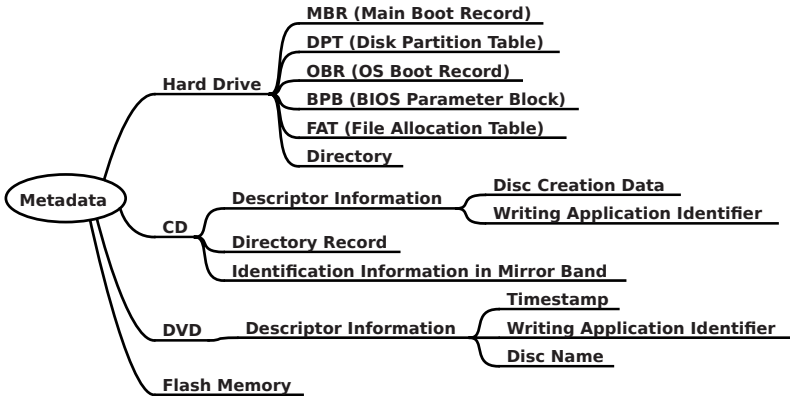 Metadata
Hard Drive
MBR (Main Boot Record)
DPT (Disk Partition Table)
OBR (OS Boot Record)
BPB (BIOS Parameter Block)
FAT (File Allocation Table)
Directory
CD
Descriptor Information
Disc Creation Data
Writing Application Identifier
Directory Record
Identification Information in Mirror Band
DVD
Descriptor Information
Timestamp
Writing Application Identifier
Disc Name
Flash Memory